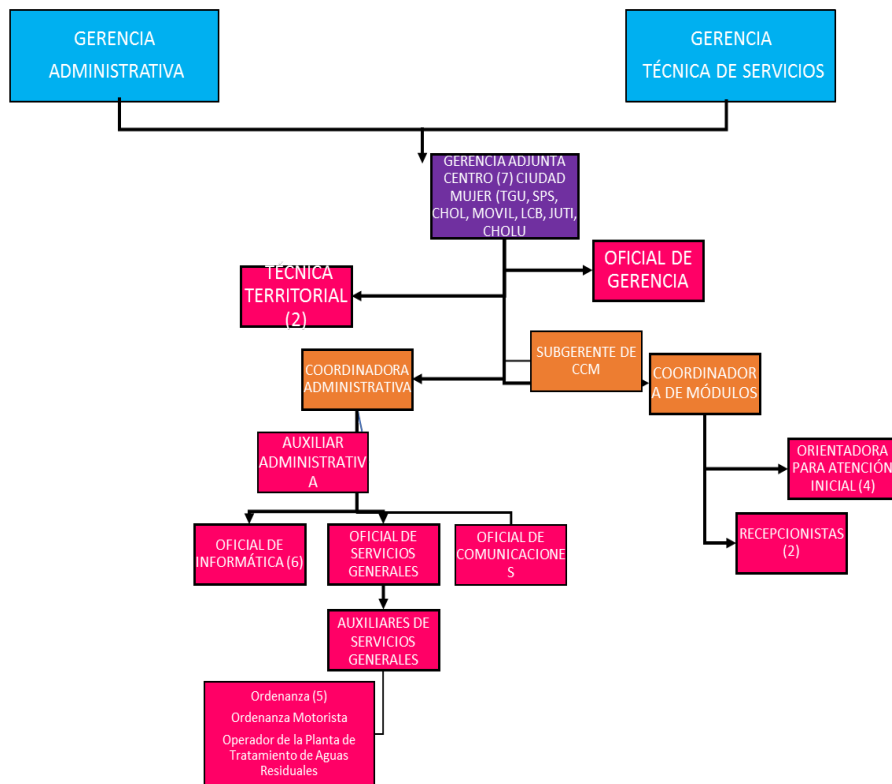 GERENCIA
ADMINISTRATIVA
GERENCIA
TÉCNICA DE SERVICIOS
GERENCIA ADJUNTA
CENTRO (7) CIUDAD
MUJER (TGU, SPS,
CHOL, MOVIL, LCB, JUTI,
CHOLU
TÉCNICA
TERRITORIAL
(2)
OFICIAL DE
GERENCIA
COORDINADORA
ADMINISTRATIVA
SUBGERENTE DE
CCM
COORDINADOR
A DE MÓDULOS
AUXILIAR
ADMINISTRATIV
A
ORIENTADORA
PARA ATENCIÓN
INICIAL (4)
OFICIAL DE
INFORMÁTICA (6)
OFICIAL DE
SERVICIOS
GENERALES
OFICIAL DE
COMUNICACIONE
S
RECEPCIONISTAS
(2)
AUXILIARES DE
SERVICIOS
GENERALES
Ordenanza (5)
Ordenanza Motorista
Operador de la Planta de
Tratamiento de Aguas
Residuales